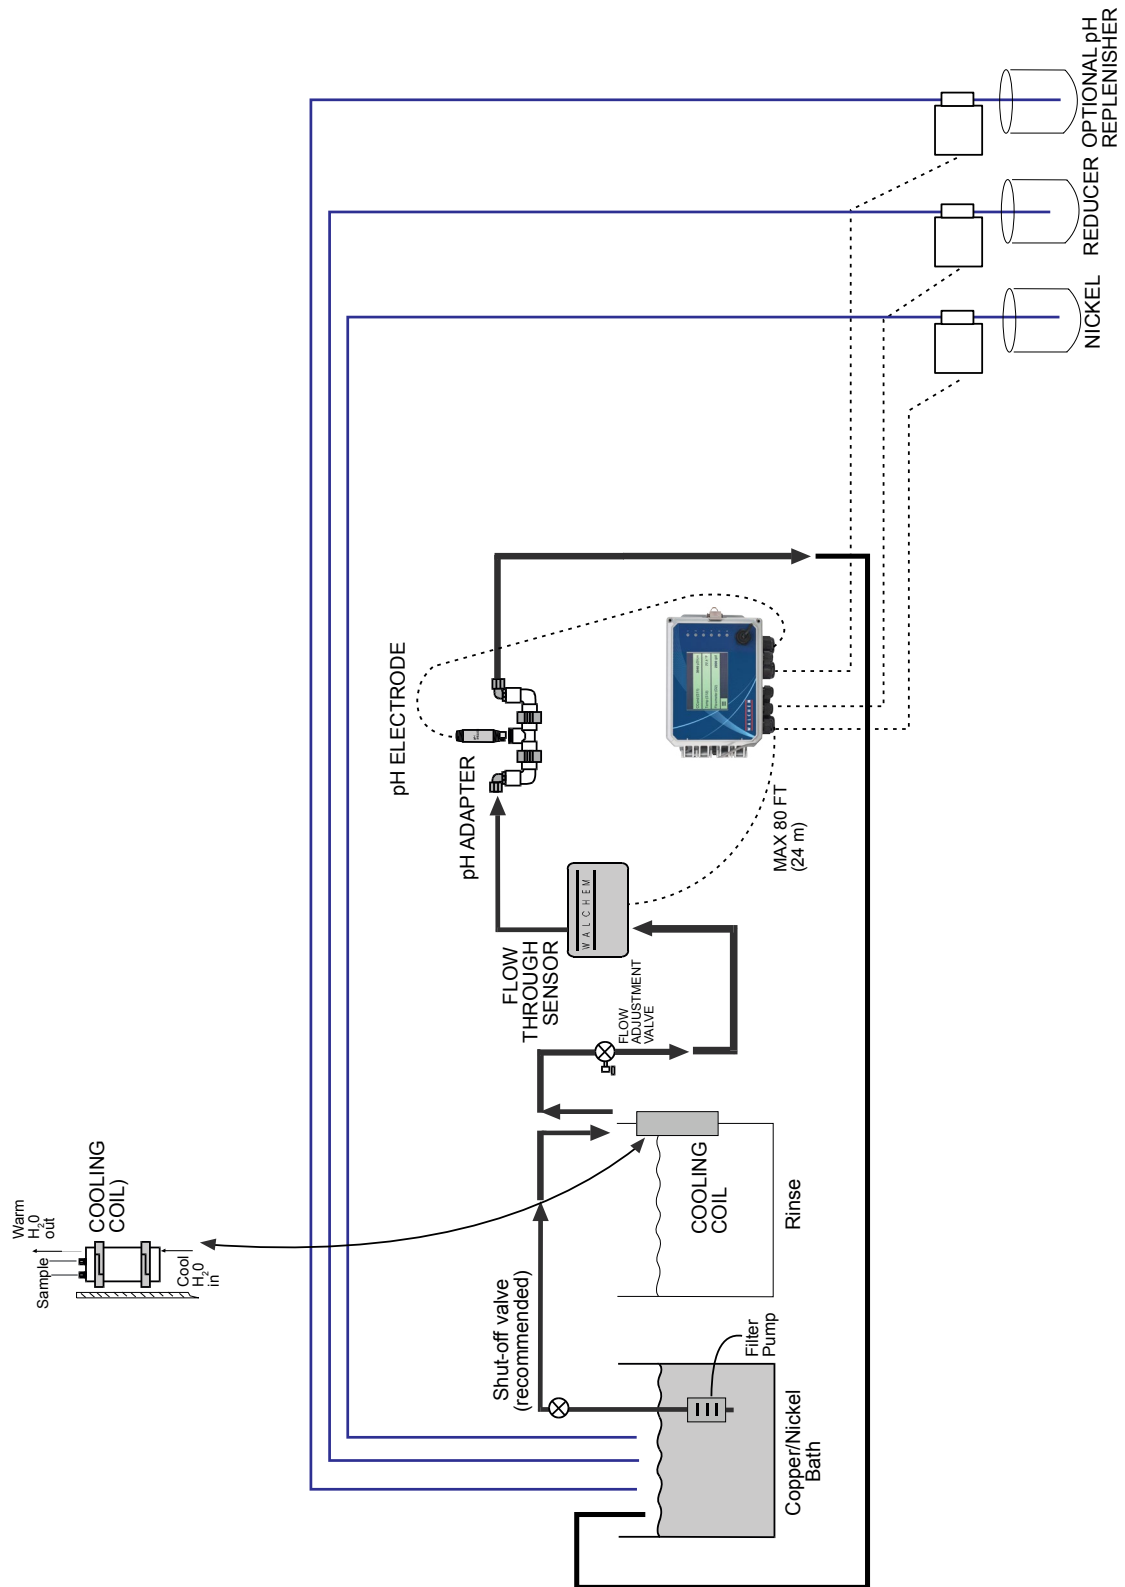 Warm
H2O
out
Sample
COOLING
COIL)
Cool
H2O
in
OPTIONAL pH
REPLENISHER
REDUCER
NICKEL
pH ELECTRODE
pH ADAPTER
FLOW
THROUGH
SENSOR
WALCHEM
MAX 80 FT
(24 m)
FLOW
ADJUSTMENT
VALVE
COOLING
COIL
Rinse
Shut-off valve
(recommended)
Filter
Pump
Copper/Nickel
Bath